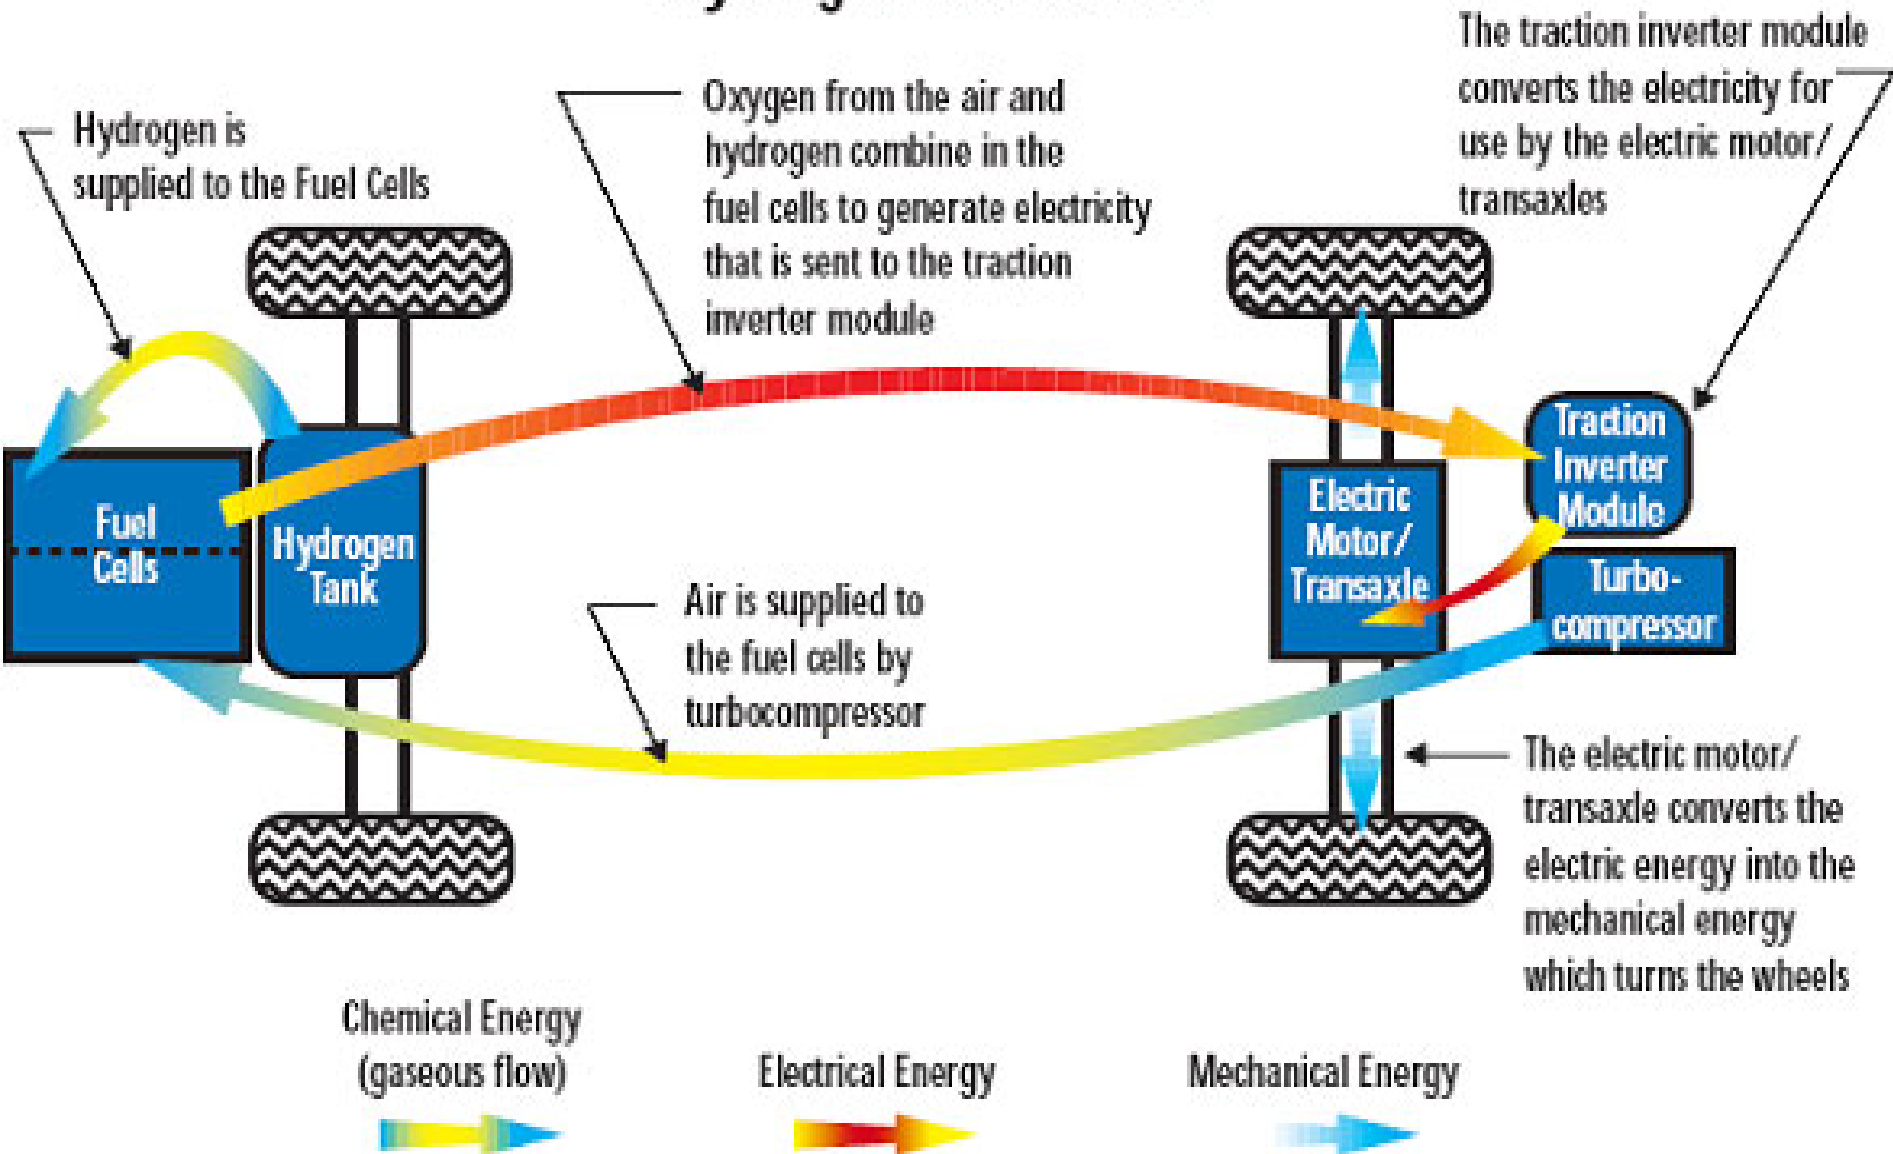 Hydrogen is
supplied to the Fuel Cells
Oxygen from the air and
hydrogen combine in the
fuel cells to generate electricity
that is sent to the traction
inverter module
The traction inverter module
converts the electricity for
use by the electric motor/
transaxles
Fuel
Cells
Hydrogen
Tank
Electric
Motor/
Transaxle
Traction
Inverter
Module
Turbo-
compressor
Air is supplied to
the fuel cells by
turbocompressor
The electric motor/
transaxle converts the
electric energy into the
mechanical energy
which turns the wheels
Chemical Energy
(gaseous flow)
Electrical Energy
Mechanical Energy